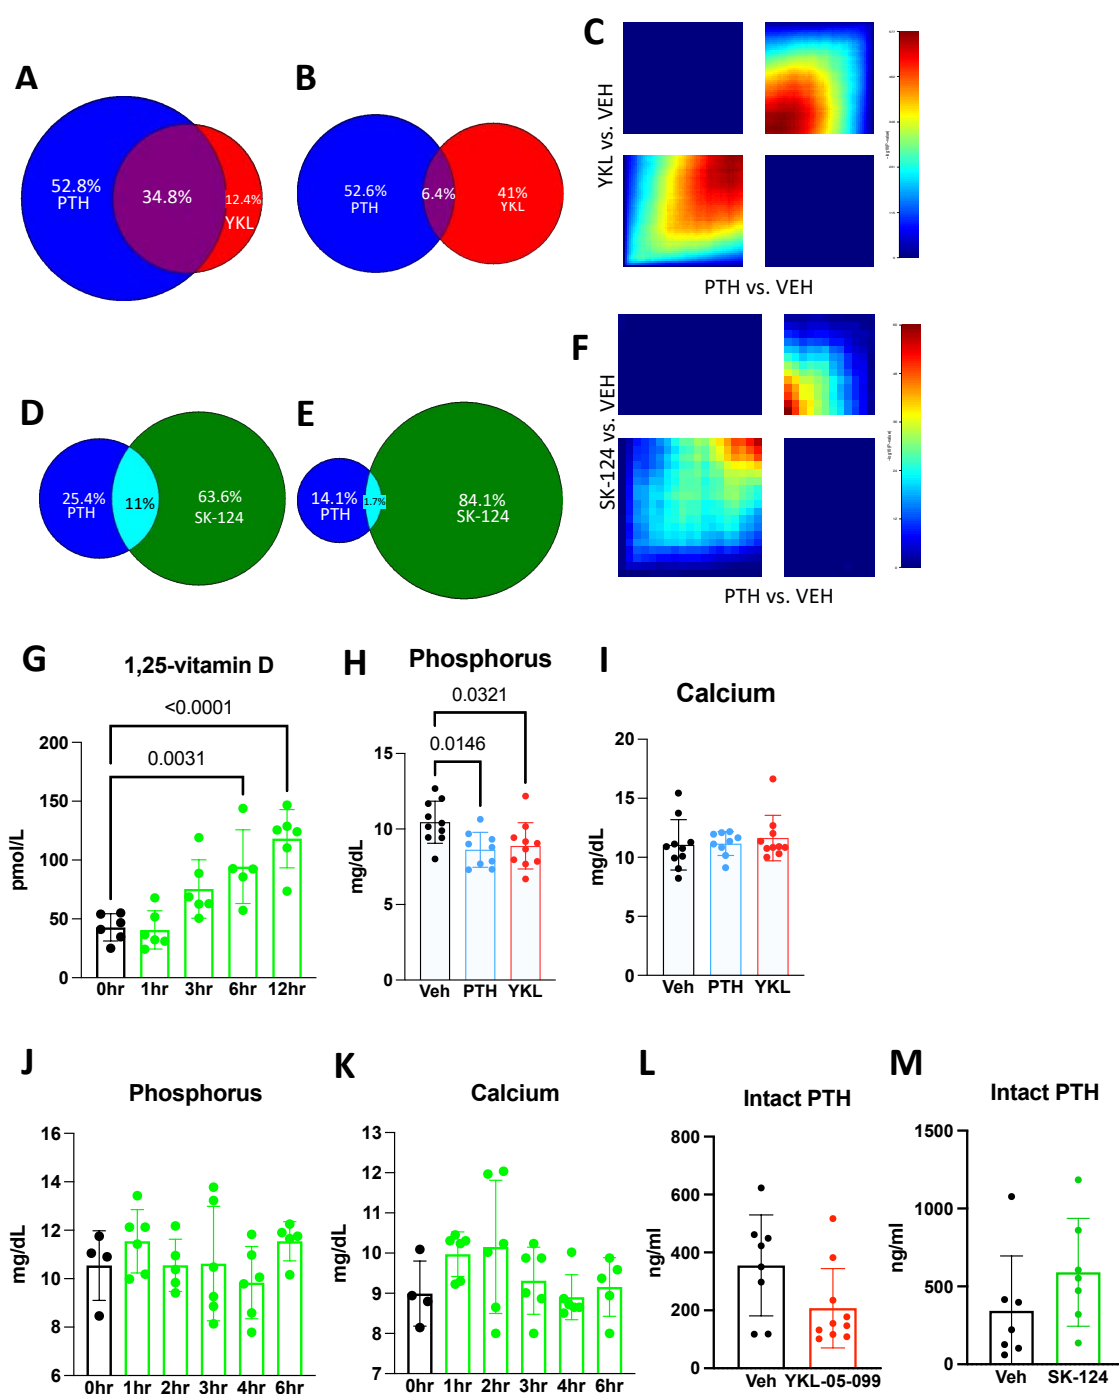 A
52.8%
PTH
34.8%
12.4%
YKL
B
52.6%
PTH
6.4%
41%
YKL
C
YKL vs. VEH
PTH vs. VEH
D
25.4%
PTH
11%
63.6%
SK-124
E
14.1%
PTH
1.7%
84.1%
SK-124
F
SK-124 vs. VEH
PTH vs. VEH
G
1,25-vitamin D
<0.0001
0.0031
pmol/L
200
150
100
50
0
0hr 1hr 3hr 6hr 12hr
H
Phosphorus
0.0321
0.0146
mg/dL
15
10
5
0
Veh PTH YKL
I
Calcium
mg/dL
20
15
10
5
0
Veh PTH YKL
J
Phosphorus
mg/dL
16
14
12
10
8
6
0hr 1hr 2hr 3hr 4hr 6hr
K
Calcium
mg/dL
13
12
11
10
9
8
7
0hr 1hr 2hr 3hr 4hr 6hr
L
Intact PTH
ng/ml
800
600
400
200
0
Veh YKL-05-099
M
Intact PTH
ng/ml
1500
1000
500
0
Veh SK-124